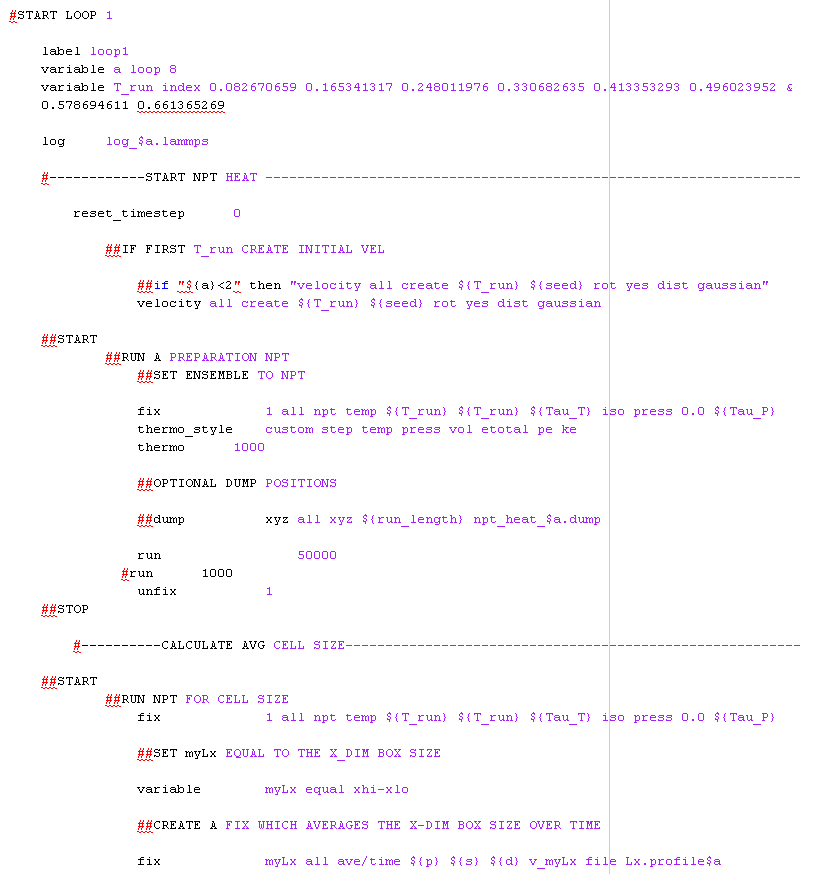 #START LOOP 1
label loop1
variable a loop 8
variable T_run index 0.082670659 0.165341317 0.248011976 0.330682635 0.413353293 0.496023952 &
0.578694611 0.661365269
log log_$a.lammps
#------------START NPT HEAT -------------------------------------------------------------------
reset_timestep 0
##IF FIRST T_run CREATE INITIAL VEL
##if "${a}<2" then "velocity all create ${T_run} ${seed} rot yes dist gaussian"
velocity all create ${T_run} ${seed} rot yes dist gaussian
##START
##RUN A PREPARATION NPT
##SET ENSEMBLE TO NPT
fix 1 all npt temp ${T_run} ${T_run} ${Tau_T} iso press 0.0 ${Tau_P}
thermo_style custom step temp press vol etotal pe ke
thermo 1000
##OPTIONAL DUMP POSITIONS
##dump xyz all xyz ${run_length} npt_heat_$a.dump
run 50000
#run 1000
unfix 1
##STOP
#----------CALCULATE AVG CELL SIZE---------------------------------------------------------
##START
##RUN NPT FOR CELL SIZE
fix 1 all npt temp ${T_run} ${T_run} ${Tau_T} iso press 0.0 ${Tau_P}
##SET myLx EQUAL TO THE X_DIM BOX SIZE
variable myLx equal xhi-xlo
##CREATE A FIX WHICH AVERAGES THE X-DIM BOX SIZE OVER TIME
fix myLx all ave/time ${p} ${s} ${d} v_myLx file Lx.profile$a